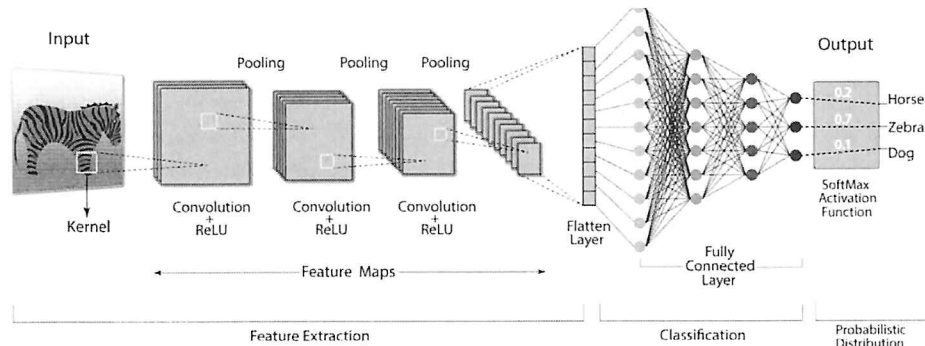 Input
Output
Pooling
Pooling
Pooling
0.2
Horse
0.7
Zebra
0.1
Dog
SoftMax
Activation
Function
Kernel
Convolution
+
ReLU
Convolution
+
ReLU
Convolution
+
ReLU
Flatten
Layer
Fully
Connected
Layer
Feature Maps
Feature Extraction
Classification
Probabilistic
Distribution